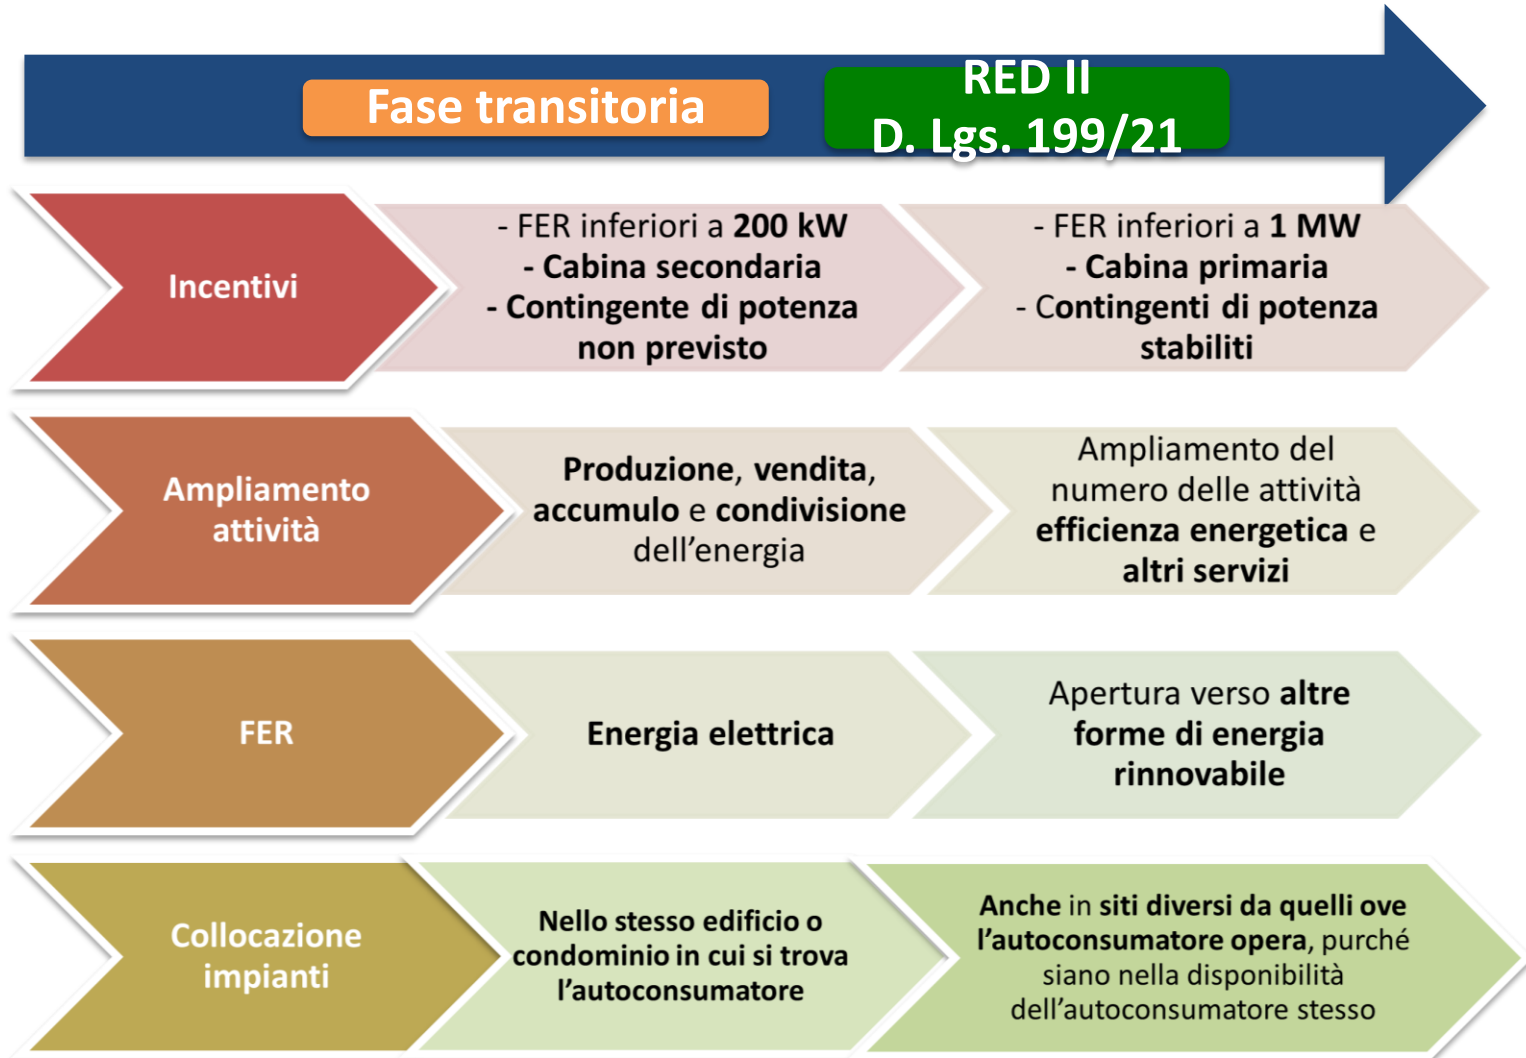 Fase transitoria
RED II
D. Lgs. 199/21
Incentivi
- FER inferiori a 200 kW
- Cabina secondaria
- Contingente di potenza
non previsto
- FER inferiori a 1 MW
- Cabina primaria
- Contingenti di potenza
stabiliti
Ampliamento
attività
Produzione, vendita,
accumulo e condivisione
dell’energia
Ampliamento del
numero delle attività
efficienza energetica e
altri servizi
FER
Energia elettrica
Apertura verso altre
forme di energia
rinnovabile
Collocazione
impianti
Nello stesso edificio o
condominio in cui si trova
l’autoconsumatore
Anche in siti diversi da quelli ove
l’autoconsumatore opera, purché
siano nella disponibilità
dell’autoconsumatore stesso